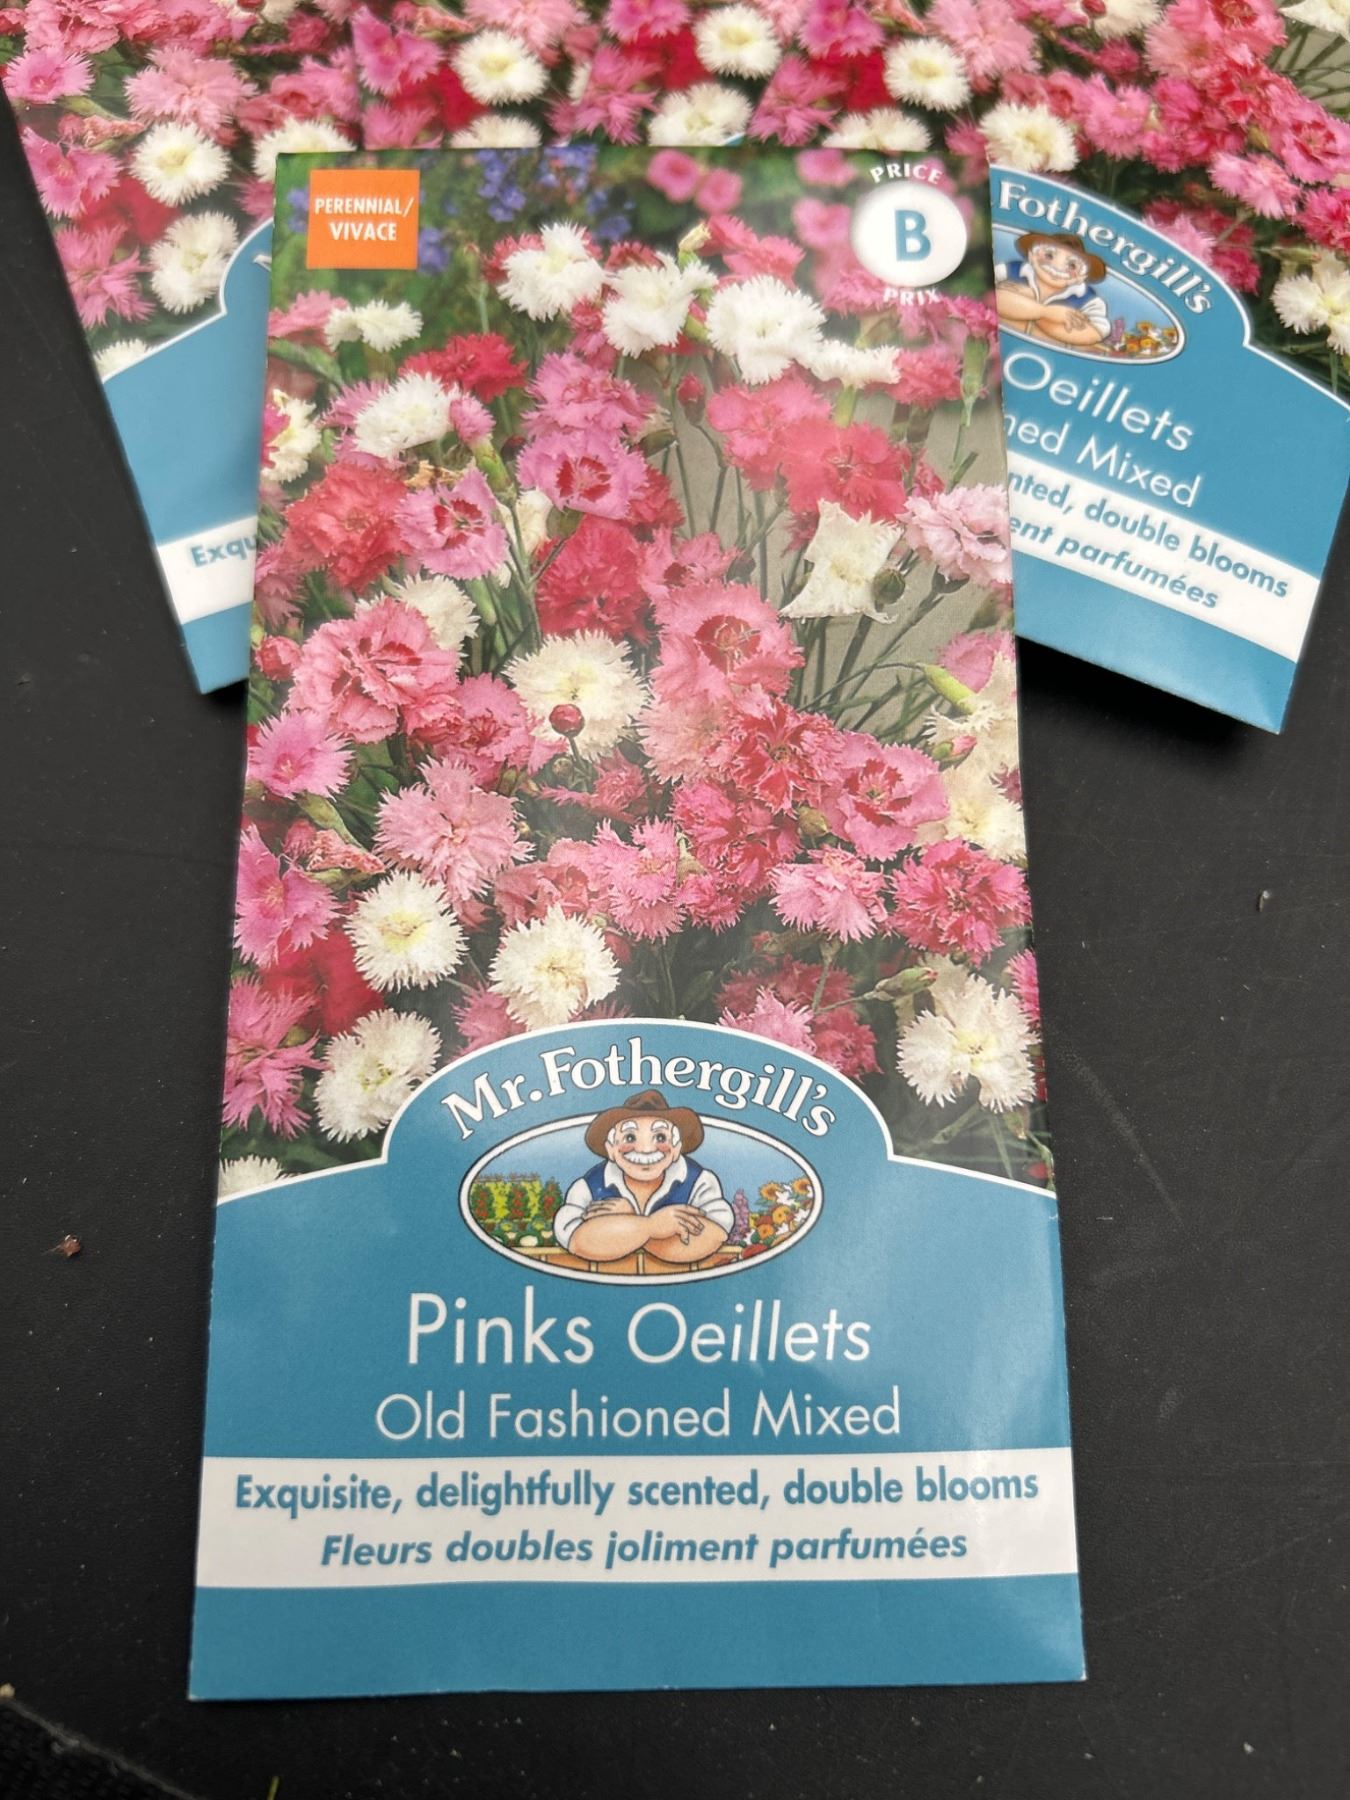 PERENNIAL/
VIVACE
PRICE
B
PRIX
Mr. Fothergill's
Pinks Oeillets
Old Fashioned Mixed
Exquisite, delightfully scented, double blooms
Fleurs doubles joliment parfumées
Fothergill's
Oeillets
ned Mixed
nted, double blooms
ent parfumées
Exqu